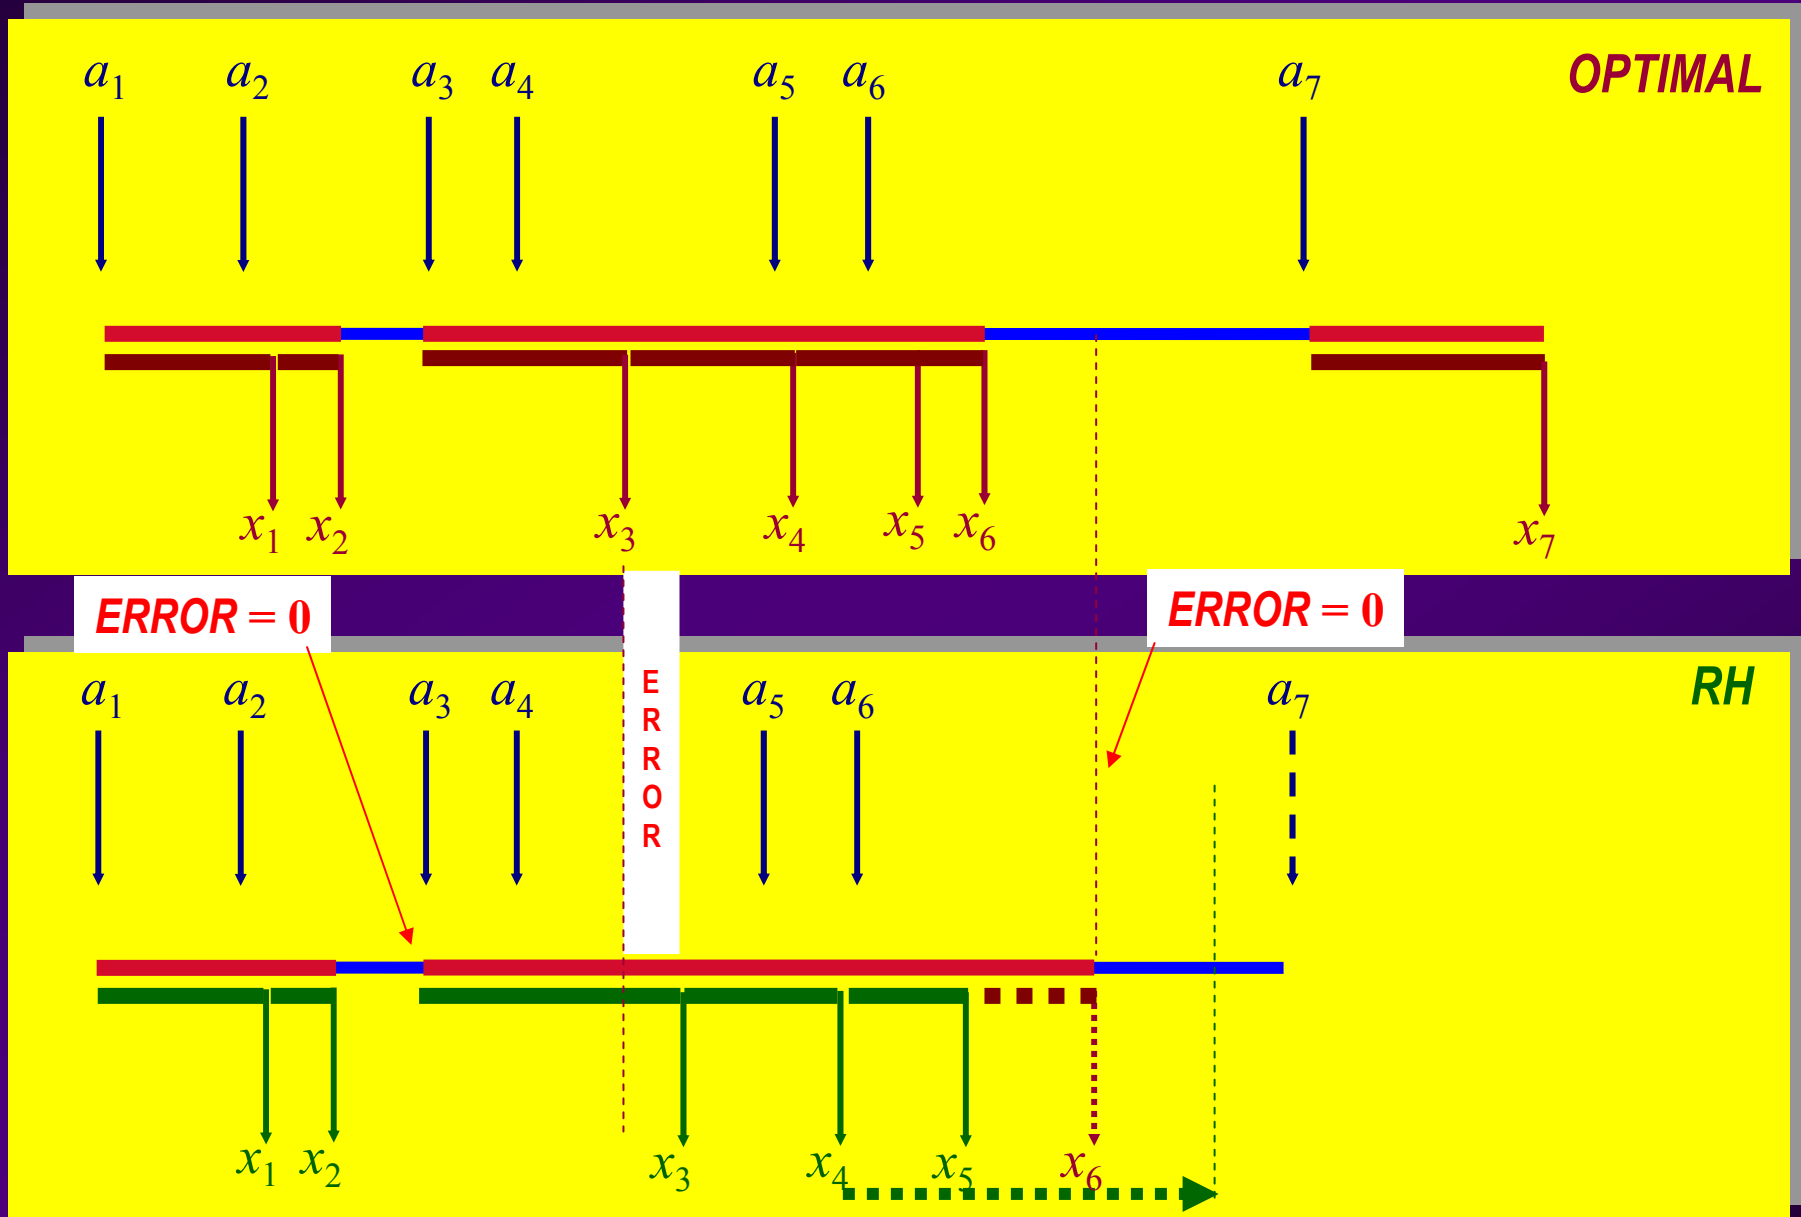 a₁ a₂ a₃ a₄ a₅ a₆ a₇ OPTIMAL
x₁ x₂ x₃ x₄ x₅ x₆ x₇
ERROR = 0 ERROR = 0
a₁ a₂ a₃ a₄ a₅ a₆ a₇ RH
E
R
R
O
R
x₁ x₂ x₃ x₄ x₅ x₆